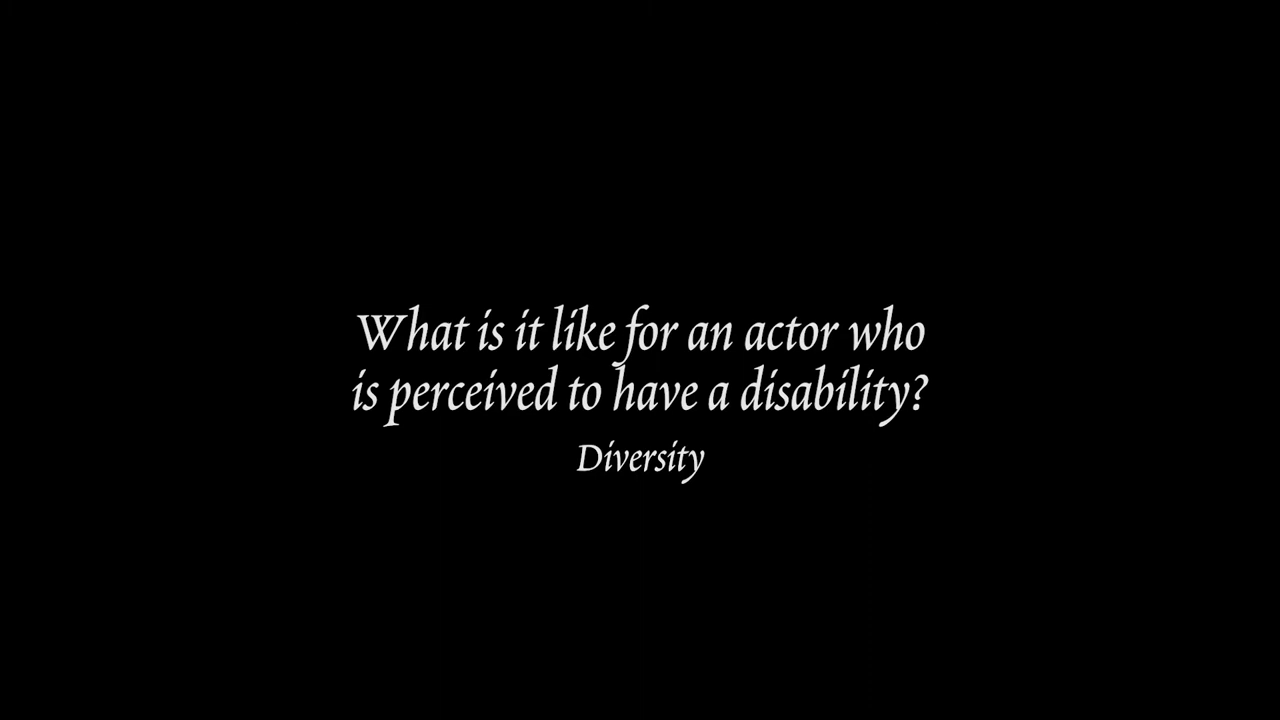 What is it like for an actor who
is perceived to have a disability?
Diversity